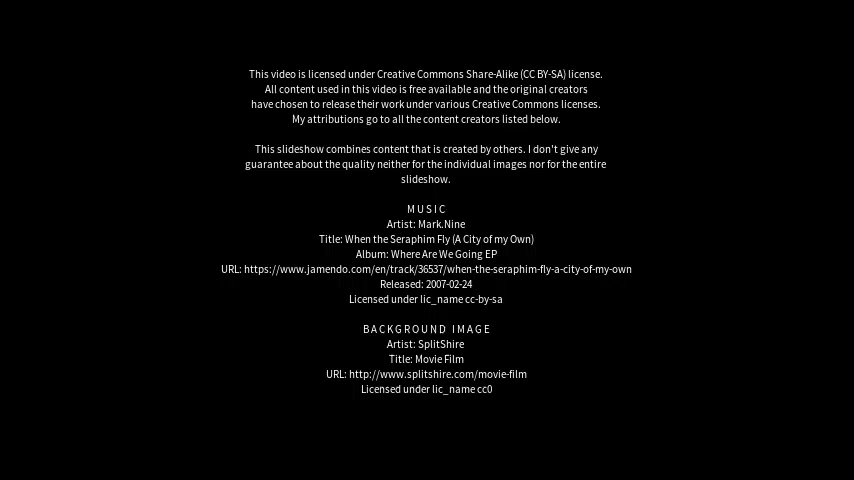 This video is licensed under Creative Commons Share-Alike (CC BY-SA) license.
All content used in this video is free available and the original creators
have chosen to release their work under various Creative Commons licenses.
My attributions go to all the content creators listed below.
This slideshow combines content that is created by others. I don't give any
guarantee about the quality neither for the individual images nor for the entire
slideshow.
MUSIC
Artist: Mark.Nine
Title: When the Seraphim Fly (A City of my Own)
Album: Where Are We Going EP
URL: https://www.jamendo.com/en/track/36537/when-the-seraphim-fly-a-city-of-my-own
Released: 2007-02-24
Licensed under lic_name cc-by-sa
BACKGROUND IMAGE
Artist: SplitShire
Title: Movie Film
URL: http://www.splitshire.com/movie-film
Licensed under lic_name cc0